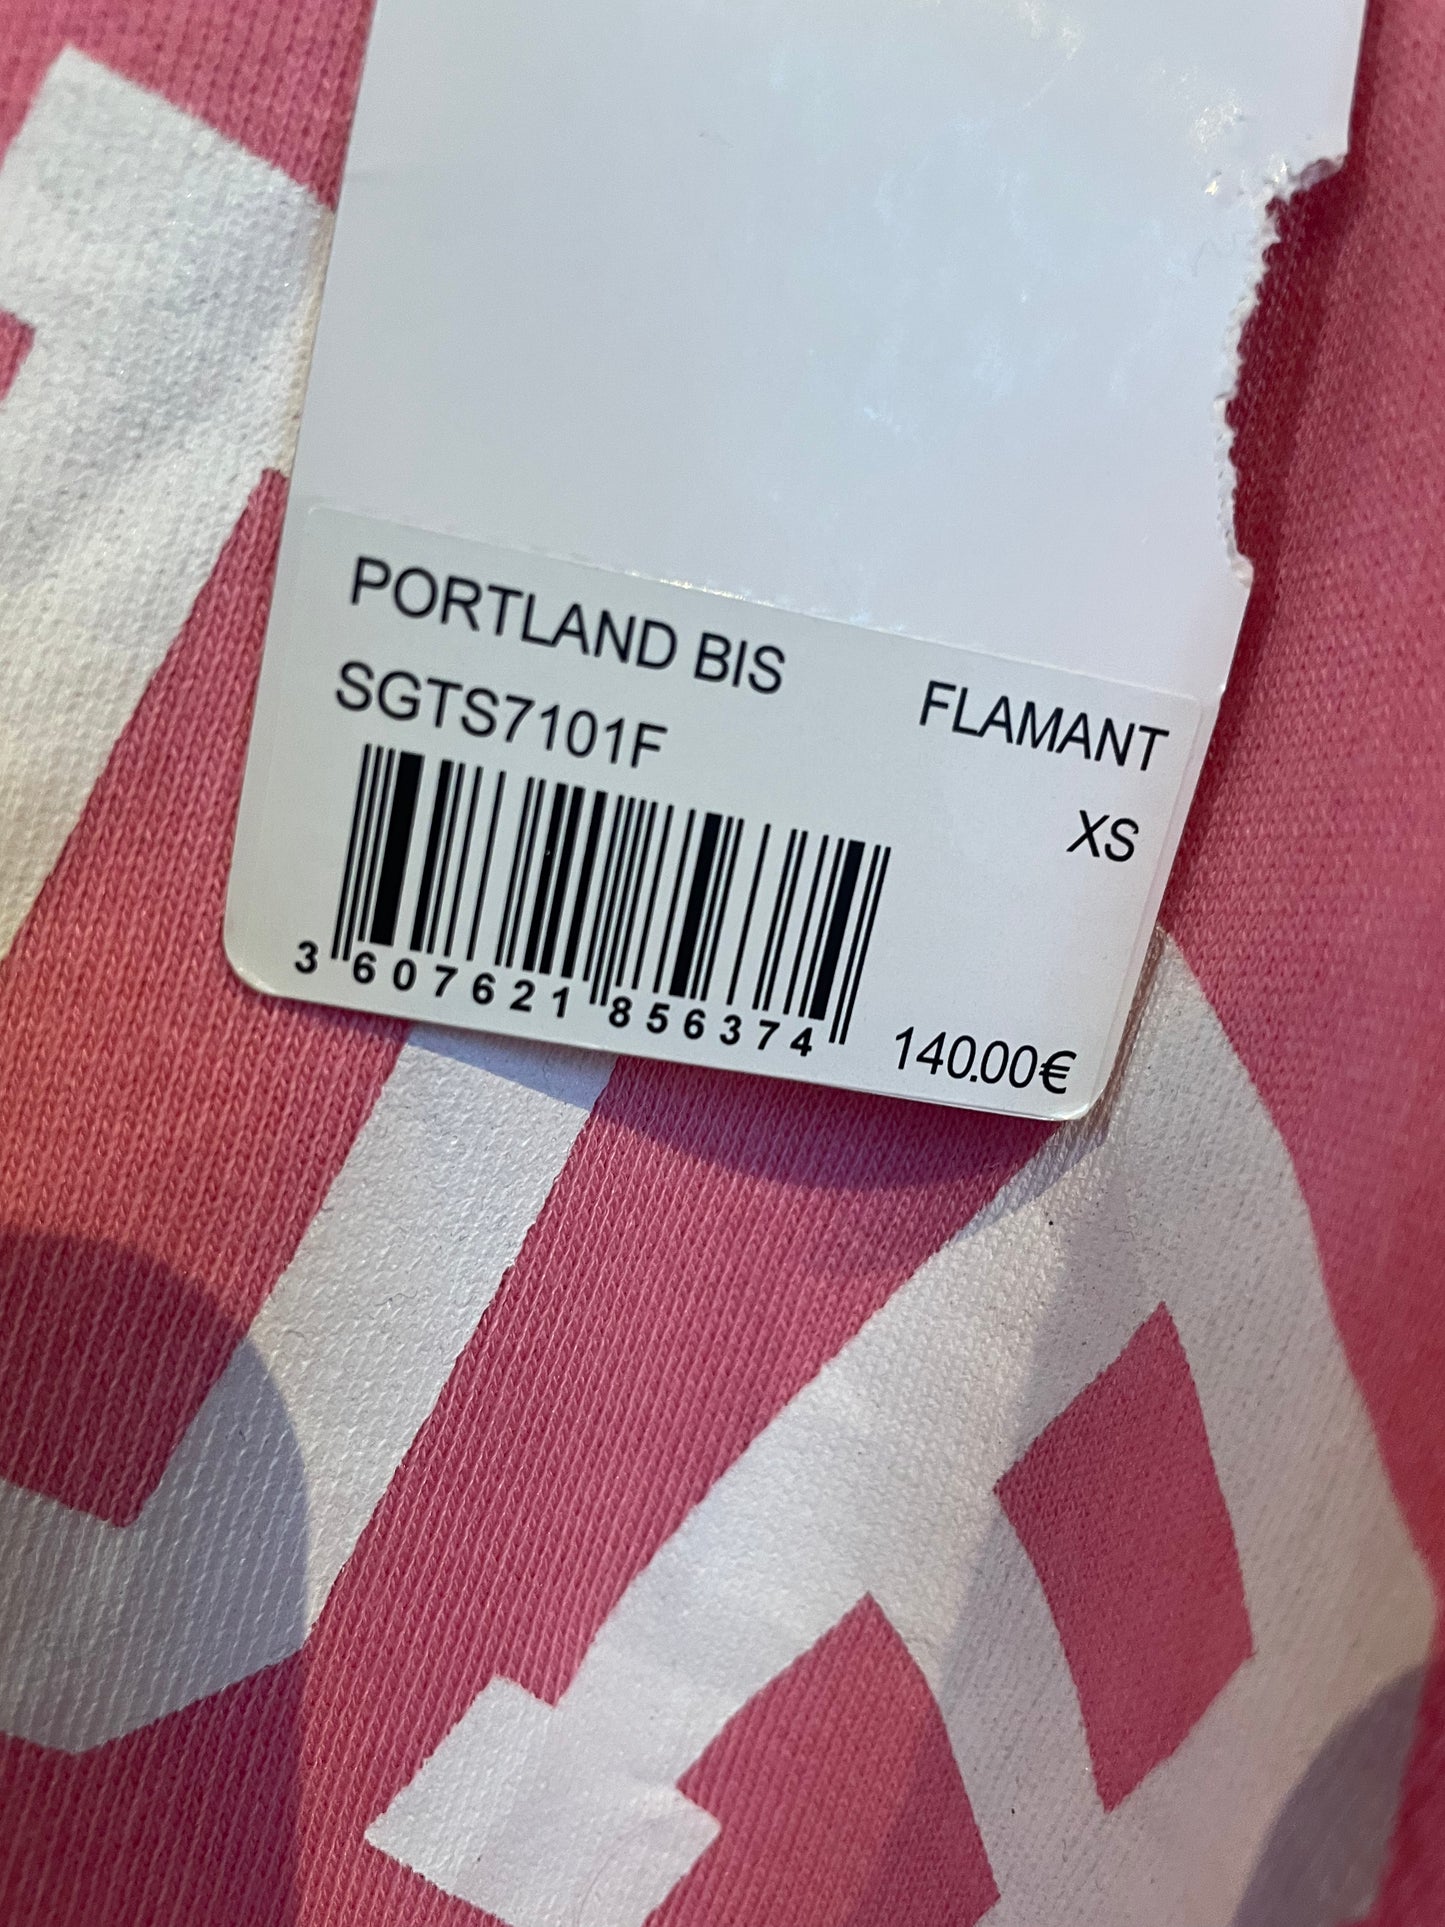 PORTLAND BIS
FLAMANT
SGTS7101F
XS
3 607621 856374
140.00€